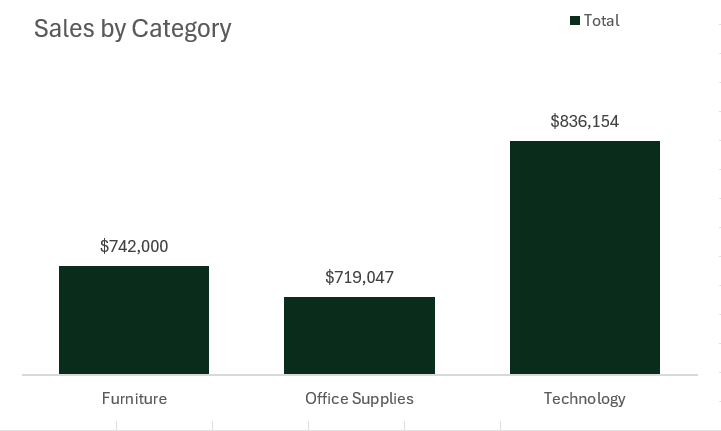 Sales by Category
Total
$836,154
$742,000
$719,047
Furniture
Office Supplies
Technology